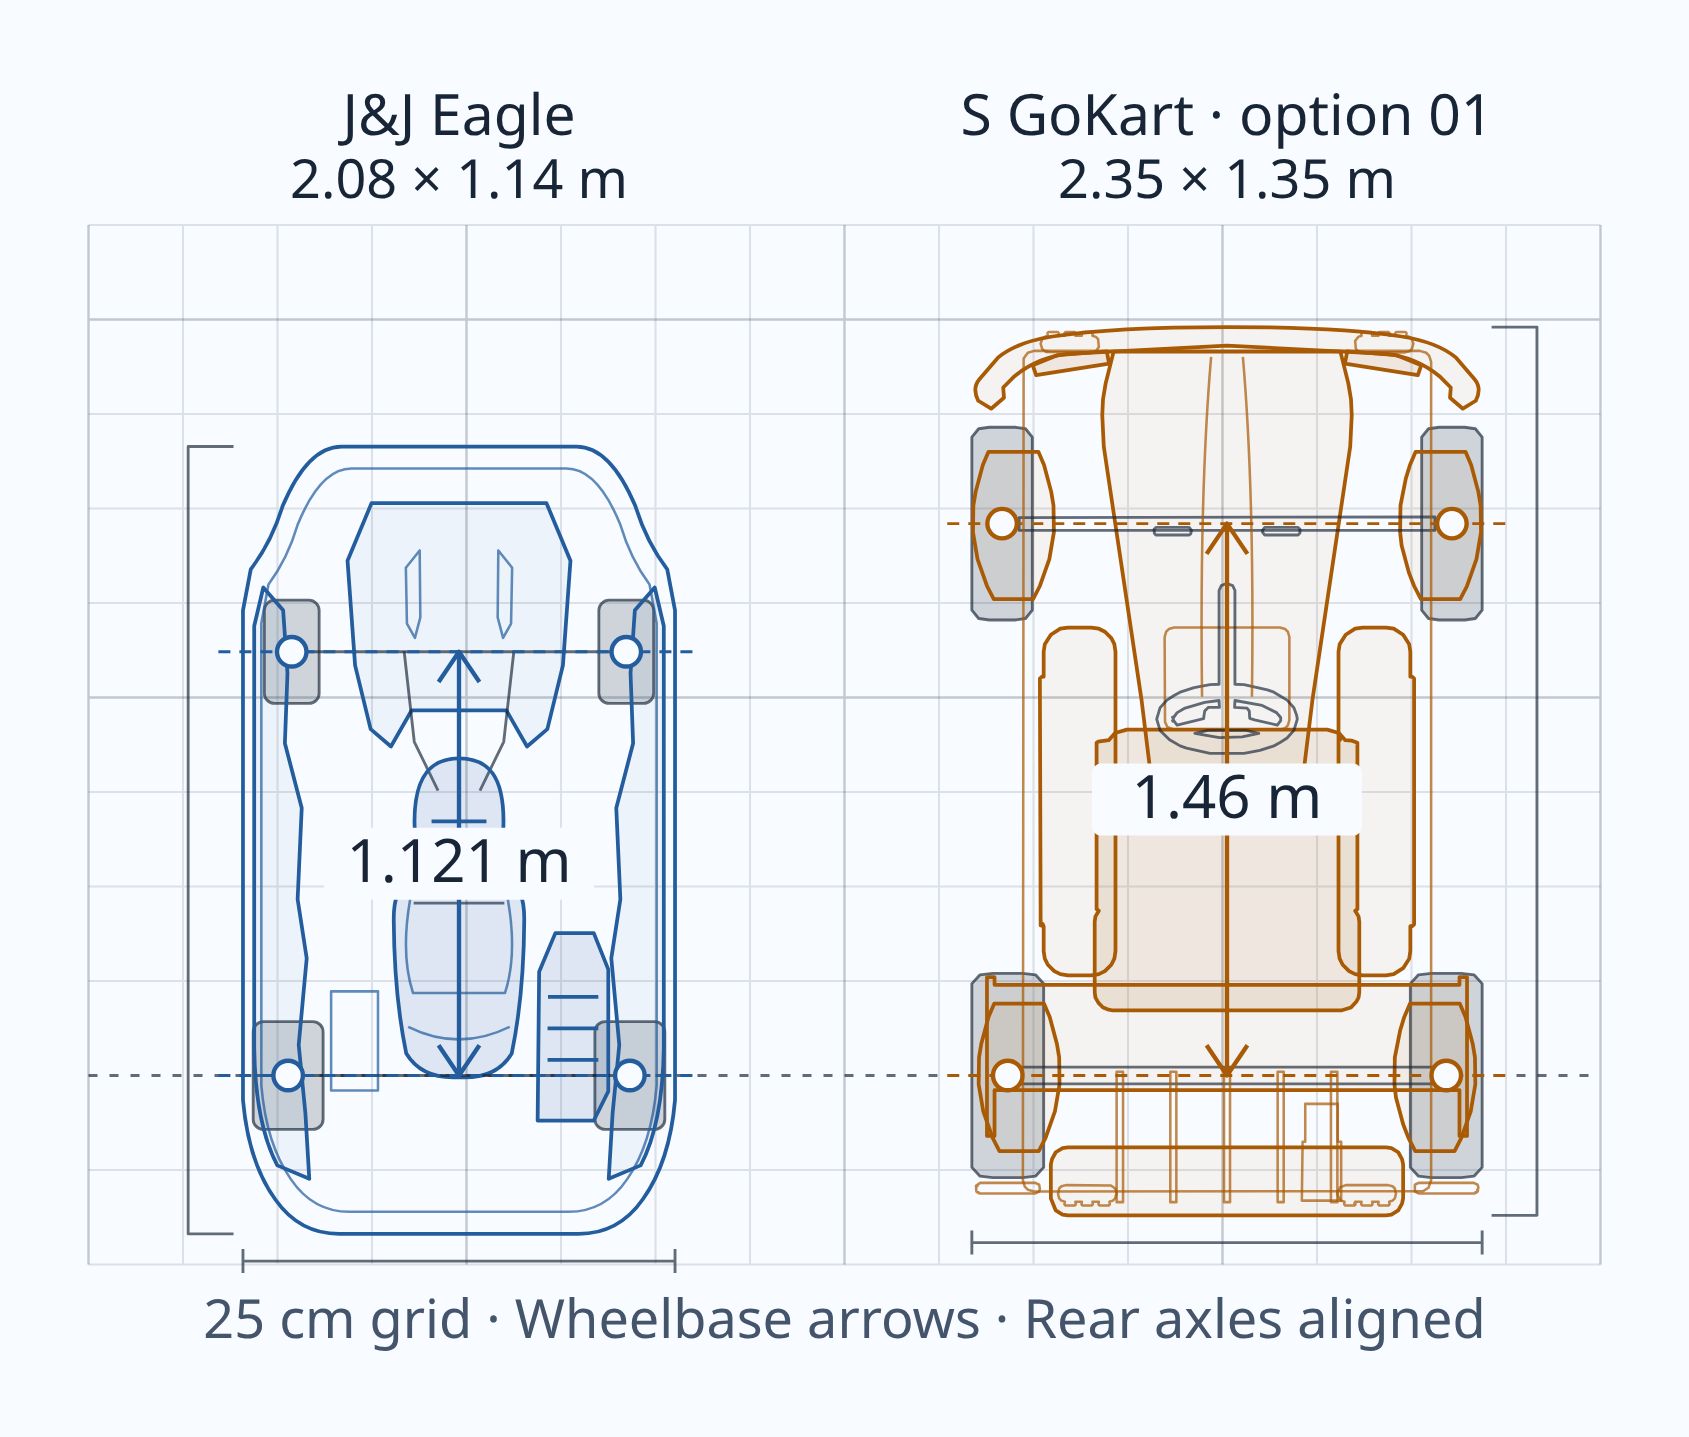 J&J Eagle
2.08 × 1.14 m
S GoKart · option 01
2.35 × 1.35 m
1.46 m
1.121 m
25 cm grid · Wheelbase arrows · Rear axles aligned